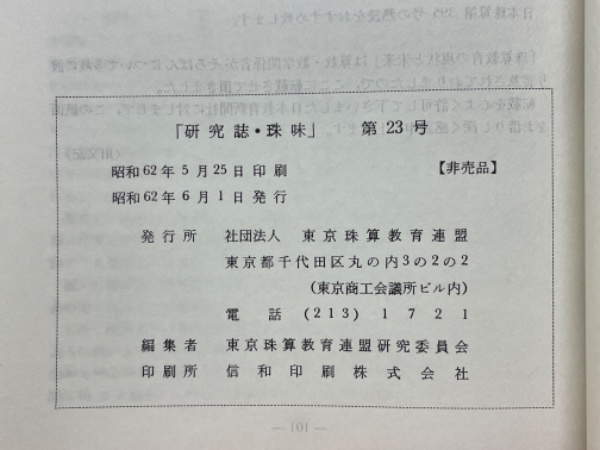 「研究誌・珠味」 第23号
昭和62年5月25日印刷 【非売品】
昭和62年6月1日発行
発行所 社団法人 東京珠算教育連盟
東京都千代田区丸の内3の2の2
(東京商工会議所ビル内)
電話 (213) 1721
編集者 東京珠算教育連盟研究委員会
印刷所 信和印刷株式会社
— 101 —